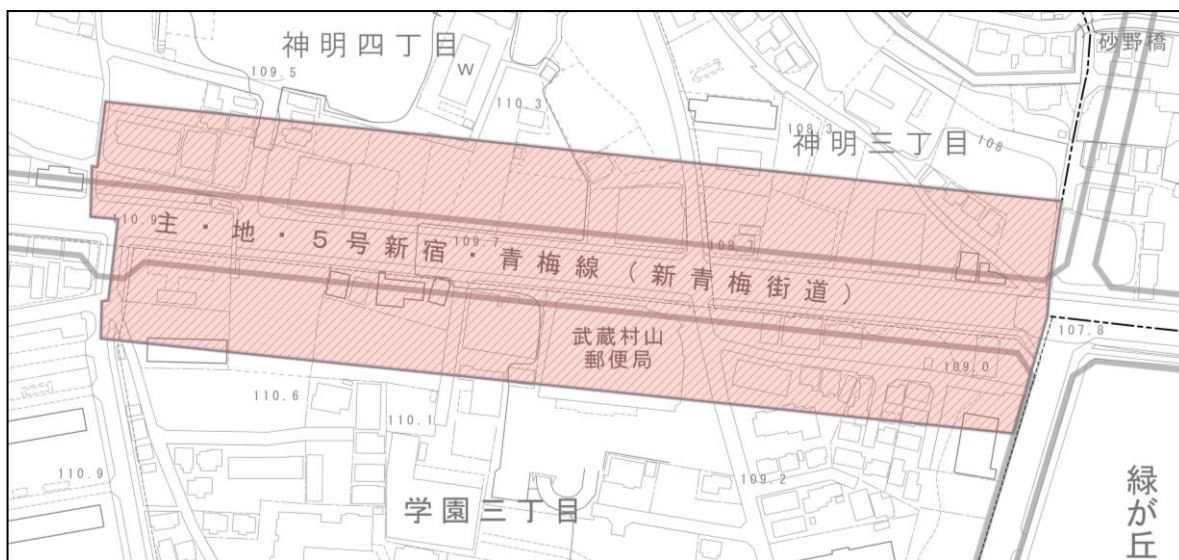 神明四丁目
砂野橋
W
109.5
110.3
108.3
神明三丁目
108
110.9
主・地・5号新宿・青梅線(新青梅街道)
109.7
武蔵村山
郵便局
107.8
109.0
110.6
110.1
110.9
109.2
学園三丁目
緑が丘